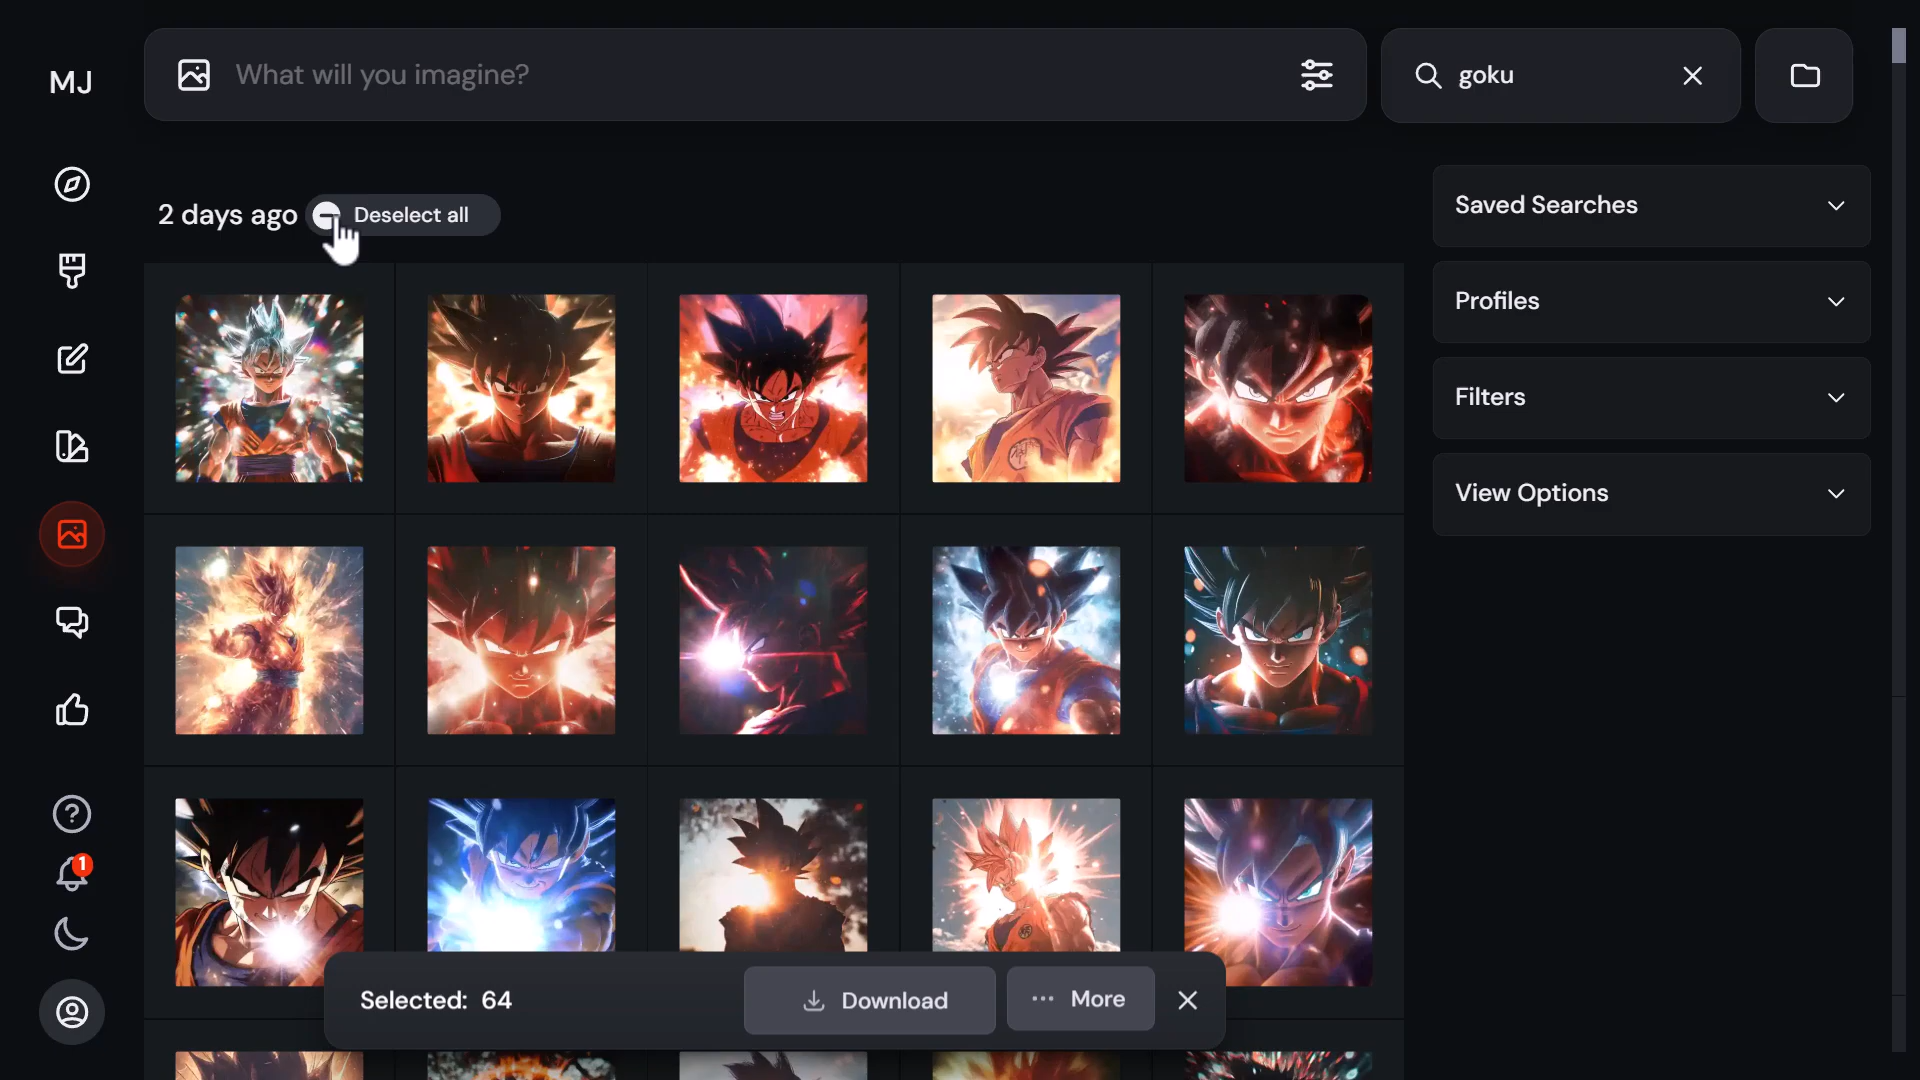 MJ
What will you imagine?
goku
2 days ago
Deselect all
Saved Searches
Profiles
Filters
View Options
1
Selected: 64
Download
More